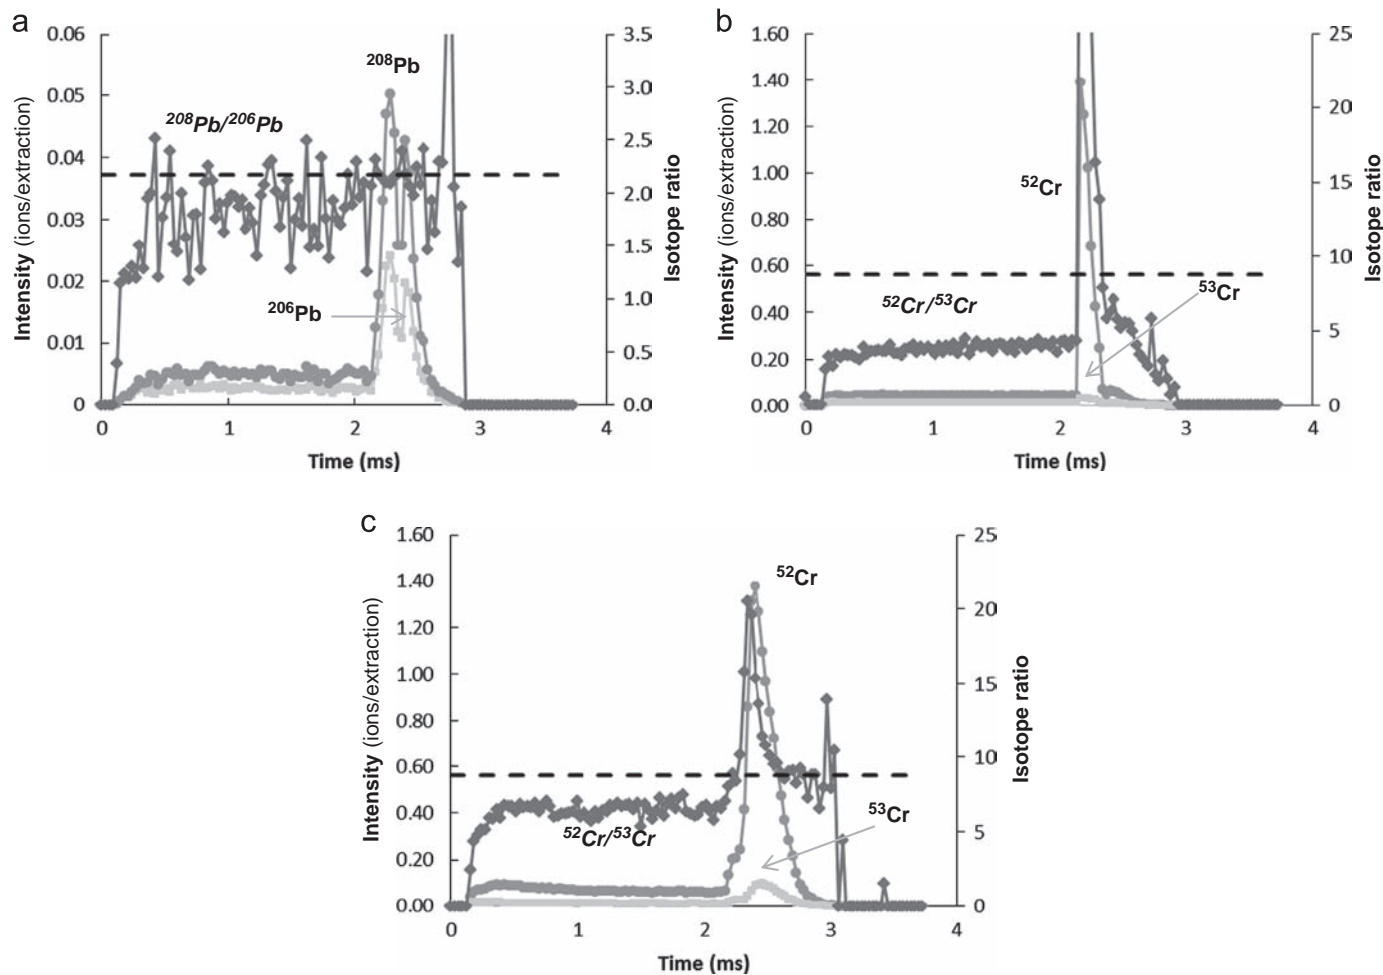 a
Intensity (ions/extraction)
0.06
0.05
0.04
0.03
0.02
0.01
0
²⁰⁸Pb
²⁰⁸Pb/²⁰⁶Pb
²⁰⁶Pb
3.5
3.0
2.5
2.0
1.5
1.0
0.5
0.0
Isotope ratio
0 1 2 3 4
Time (ms)
b
Intensity (ions/extraction)
1.60
1.40
1.20
1.00
0.80
0.60
0.40
0.20
0.00
⁵²Cr
⁵²Cr/⁵³Cr
⁵³Cr
25
20
15
10
5
0
Isotope ratio
0 1 2 3 4
Time (ms)
c
Intensity (ions/extraction)
1.60
1.40
1.20
1.00
0.80
0.60
0.40
0.20
0.00
⁵²Cr
⁵³Cr
⁵²Cr/⁵³Cr
25
20
15
10
5
0
Isotope ratio
0 1 2 3 4
Time (ms)